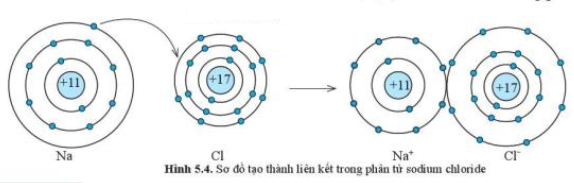 +11
+17
+11
+17
Na
Cl
Na⁺
Cl⁻
Hình 5.4. Sơ đồ tạo thành liên kết trong phân tử sodium chloride